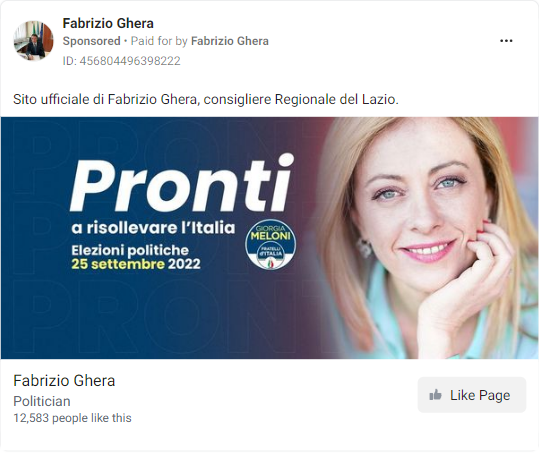 Fabrizio Ghera
Sponsored • Paid for by Fabrizio Ghera
ID: 456804496398222
Sito ufficiale di Fabrizio Ghera, consigliere Regionale del Lazio.
Pronti
a risollevare l'Italia
Elezioni politiche
25 settembre 2022
GIORGIA
MELONI
FRATELLI
d'ITALIA
Fabrizio Ghera
Politician
12,583 people like this
Like Page